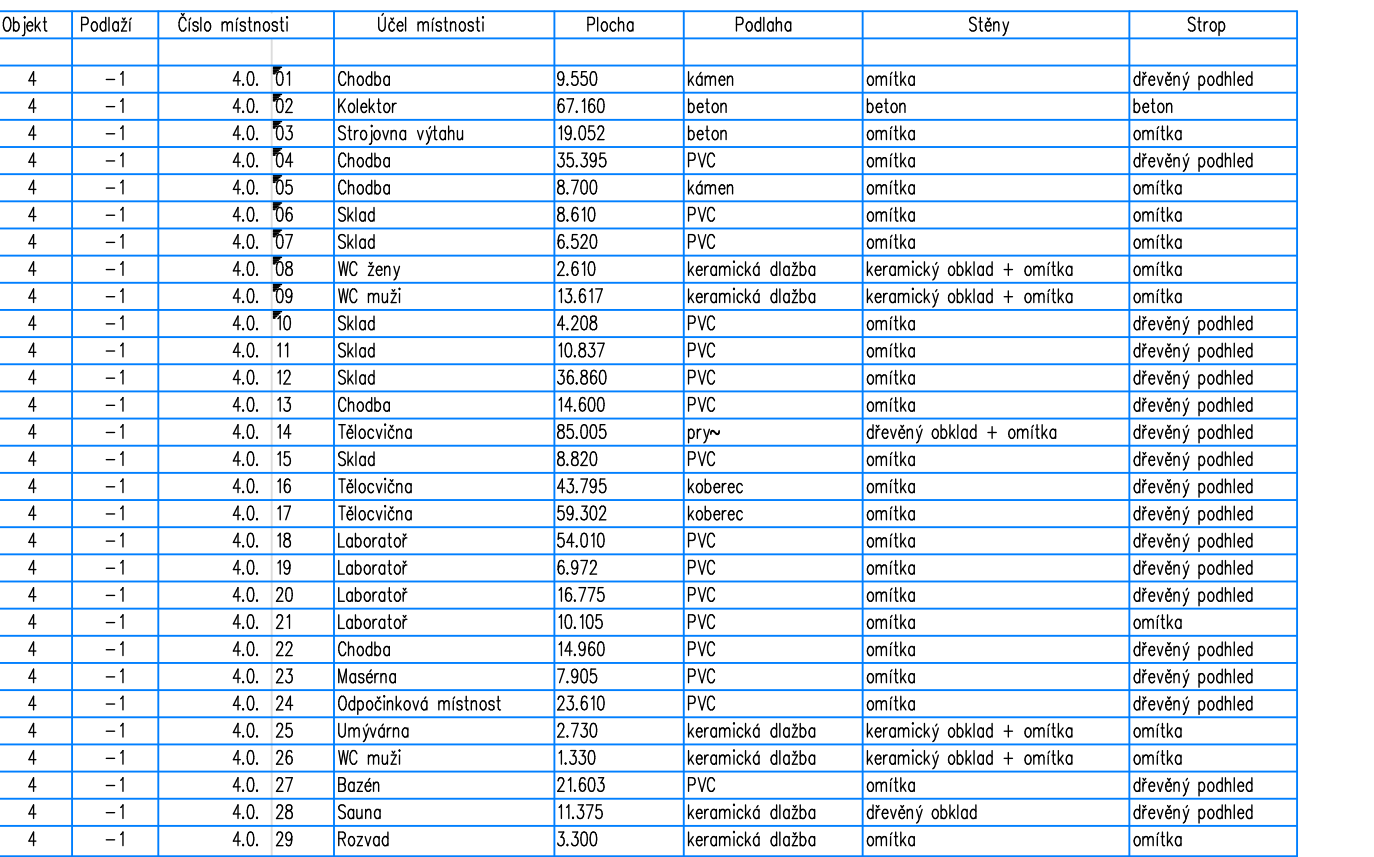 Objekt Podlaží Číslo místnosti Účel místnosti Plocha Podlaha Stěny Strop
4 −1 4.0. 01 Chodba 9.550 kámen omítka dřevěný podhled
4 −1 4.0. 02 Kolektor 67.160 beton beton beton
4 −1 4.0. 03 Strojovna výtahu 19.052 beton omítka omítka
4 −1 4.0. 04 Chodba 35.395 PVC omítka dřevěný podhled
4 −1 4.0. 05 Chodba 8.700 kámen omítka omítka
4 −1 4.0. 06 Sklad 8.610 PVC omítka omítka
4 −1 4.0. 07 Sklad 6.520 PVC omítka omítka
4 −1 4.0. 08 WC ženy 2.610 keramická dlažba keramický obklad + omítka omítka
4 −1 4.0. 09 WC muži 13.617 keramická dlažba keramický obklad + omítka omítka
4 −1 4.0. 10 Sklad 4.208 PVC omítka dřevěný podhled
4 −1 4.0. 11 Sklad 10.837 PVC omítka dřevěný podhled
4 −1 4.0. 12 Sklad 36.860 PVC omítka dřevěný podhled
4 −1 4.0. 13 Chodba 14.600 PVC omítka dřevěný podhled
4 −1 4.0. 14 Tělocvična 85.005 pry~ dřevěný obklad + omítka dřevěný podhled
4 −1 4.0. 15 Sklad 8.820 PVC omítka dřevěný podhled
4 −1 4.0. 16 Tělocvična 43.795 koberec omítka dřevěný podhled
4 −1 4.0. 17 Tělocvična 59.302 koberec omítka dřevěný podhled
4 −1 4.0. 18 Laboratoř 54.010 PVC omítka dřevěný podhled
4 −1 4.0. 19 Laboratoř 6.972 PVC omítka dřevěný podhled
4 −1 4.0. 20 Laboratoř 16.775 PVC omítka dřevěný podhled
4 −1 4.0. 21 Laboratoř 10.105 PVC omítka omítka
4 −1 4.0. 22 Chodba 14.960 PVC omítka dřevěný podhled
4 −1 4.0. 23 Masérna 7.905 PVC omítka dřevěný podhled
4 −1 4.0. 24 Odpočinková místnost 23.610 PVC omítka dřevěný podhled
4 −1 4.0. 25 Umývárna 2.730 keramická dlažba keramický obklad + omítka omítka
4 −1 4.0. 26 WC muži 1.330 keramická dlažba keramický obklad + omítka omítka
4 −1 4.0. 27 Bazén 21.603 PVC omítka dřevěný podhled
4 −1 4.0. 28 Sauna 11.375 keramická dlažba dřevěný obklad dřevěný podhled
4 −1 4.0. 29 Rozvad 3.300 keramická dlažba omítka omítka